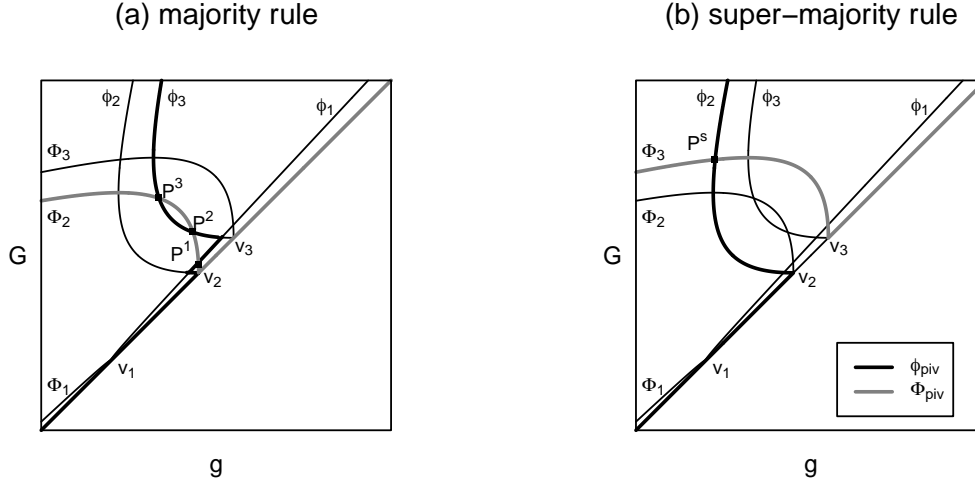 (a) majority rule
ϕ2
ϕ3
Φ3
Φ2
P3
P2
P1
v3
v2
v1
Φ1
G
g
(b) super−majority rule
ϕ2
ϕ3
ϕ1
Ps
Φ3
Φ2
v3
v2
v1
Φ1
G
g
ϕpiv
Φpiv
ϕ1